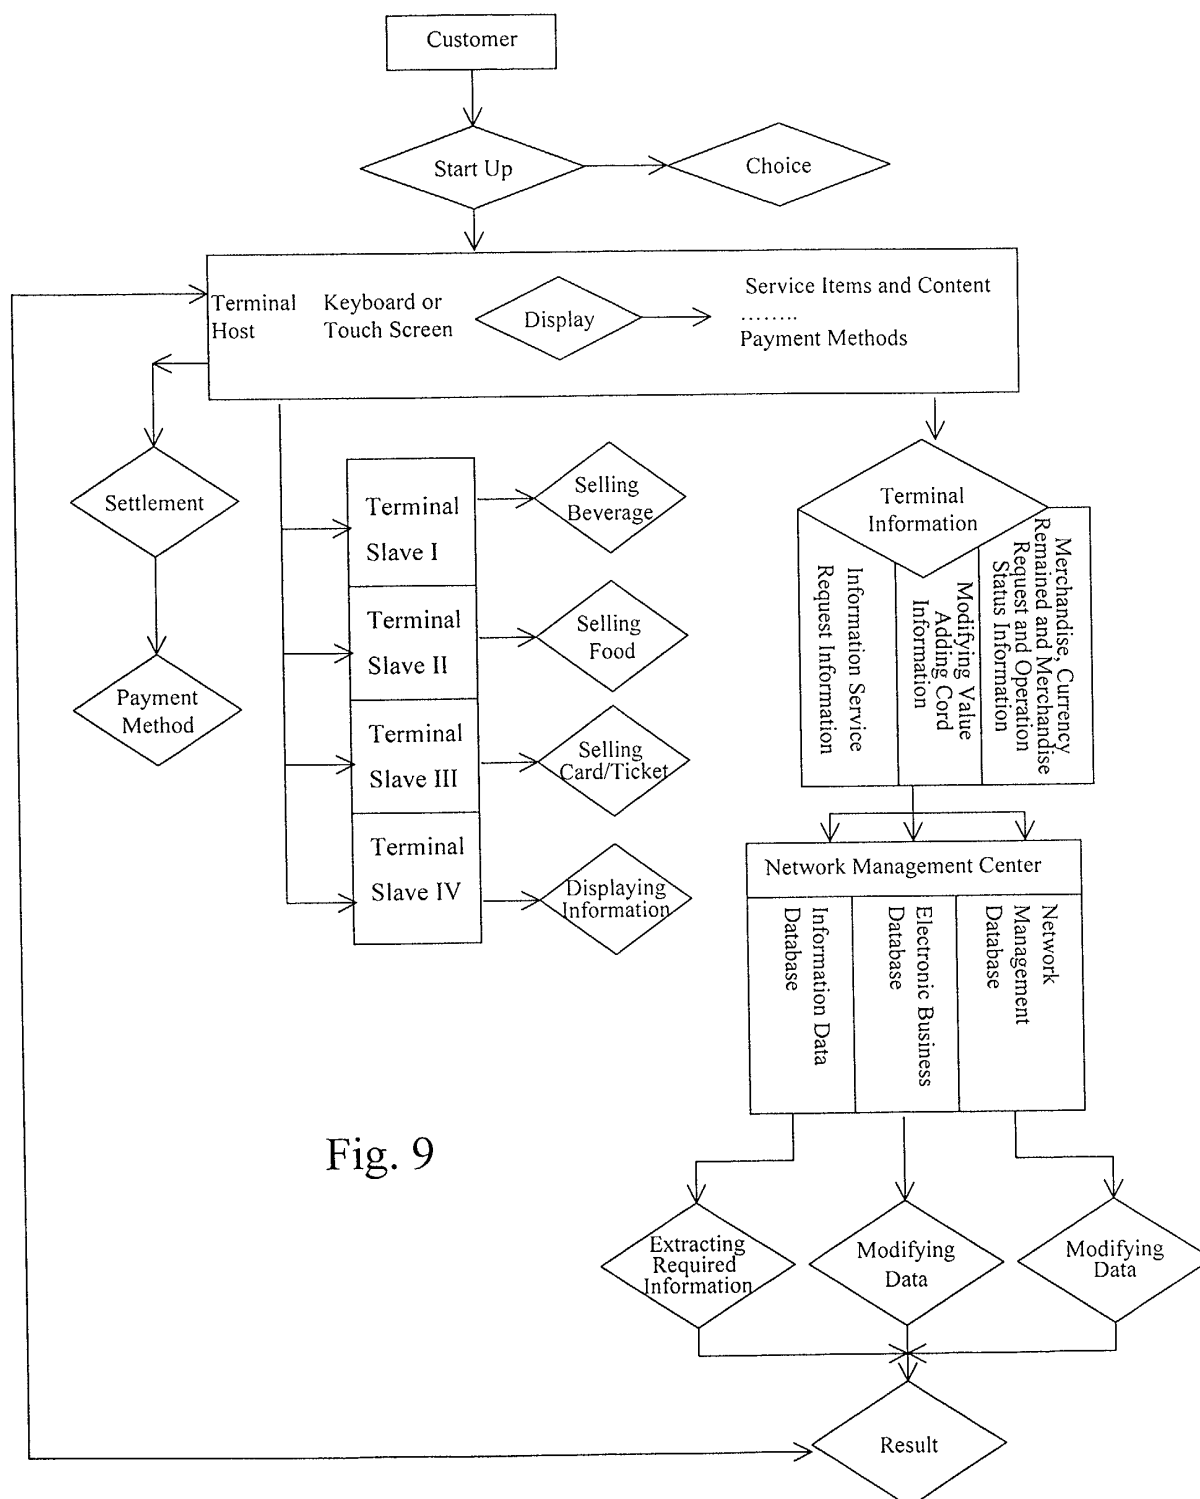 Customer
Start Up
Choice
Terminal
Host
Keyboard or
Touch Screen
Display
Service Items and Content
……..
Payment Methods
Settlement
Payment
Method
Terminal
Slave I
Terminal
Slave II
Terminal
Slave III
Terminal
Slave IV
Selling
Beverage
Selling
Food
Selling
Card/Ticket
Displaying
Information
Terminal
Information
Information Service
Request Information
Modifying Value
Adding Cord
Information
Merchandise, Currency
Remained and Merchandise
Request and Operation
Status Information
Network Management Center
Information Data
Database
Electronic Business
Database
Network
Management
Database
Fig. 9
Extracting
Required
Information
Modifying
Data
Modifying
Data
Result